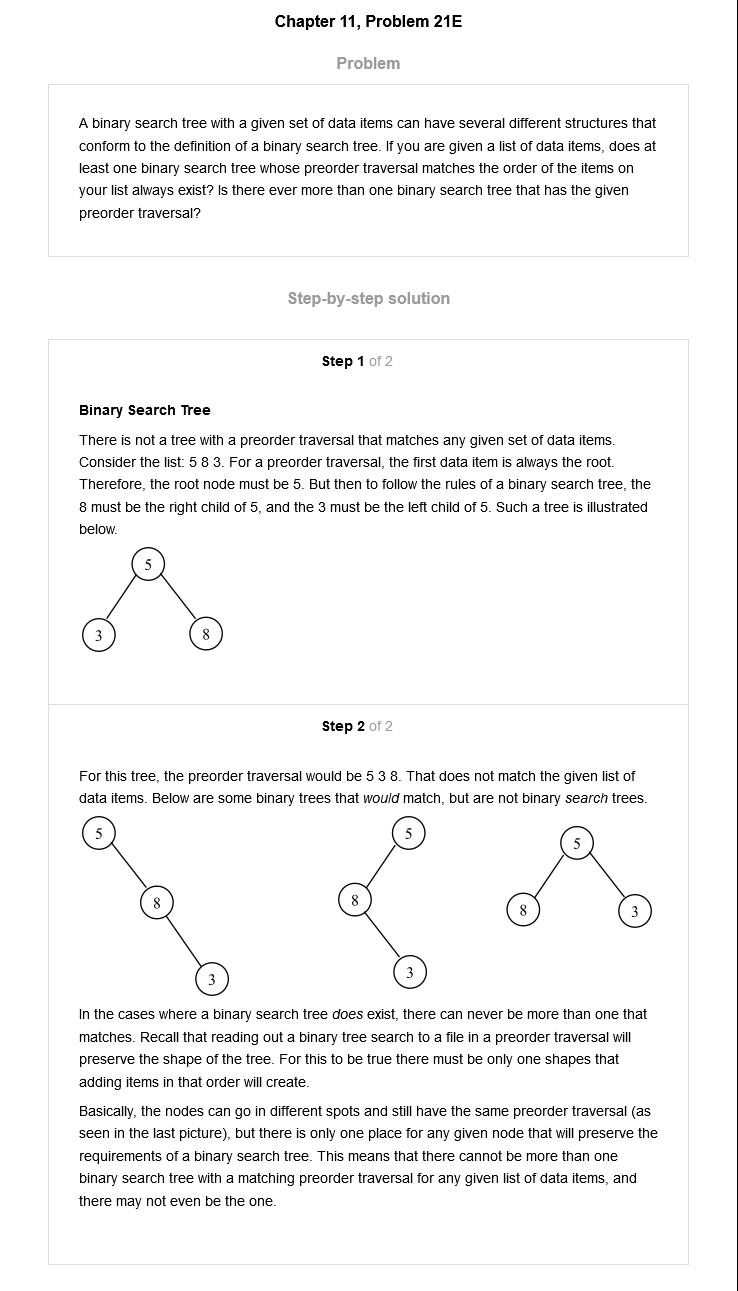 Chapter 11, Problem 21E
Problem
A binary search tree with a given set of data items can have several different structures that
conform to the definition of a binary search tree. If you are given a list of data items, does at
least one binary search tree whose preorder traversal matches the order of the items on
your list always exist? Is there ever more than one binary search tree that has the given
preorder traversal?
Step-by-step solution
Step 1 of 2
Binary Search Tree
There is not a tree with a preorder traversal that matches any given set of data items.
Consider the list: 5 8 3. For a preorder traversal, the first data item is always the root.
Therefore, the root node must be 5. But then to follow the rules of a binary search tree, the
8 must be the right child of 5, and the 3 must be the left child of 5. Such a tree is illustrated
below.
5
3 8
Step 2 of 2
For this tree, the preorder traversal would be 5 3 8. That does not match the given list of
data items. Below are some binary trees that would match, but are not binary search trees.
5 5 5
8 8 8 3
3 3
In the cases where a binary search tree does exist, there can never be more than one that
matches. Recall that reading out a binary tree search to a file in a preorder traversal will
preserve the shape of the tree. For this to be true there must be only one shapes that
adding items in that order will create.
Basically, the nodes can go in different spots and still have the same preorder traversal (as
seen in the last picture), but there is only one place for any given node that will preserve the
requirements of a binary search tree. This means that there cannot be more than one
binary search tree with a matching preorder traversal for any given list of data items, and
there may not even be the one.